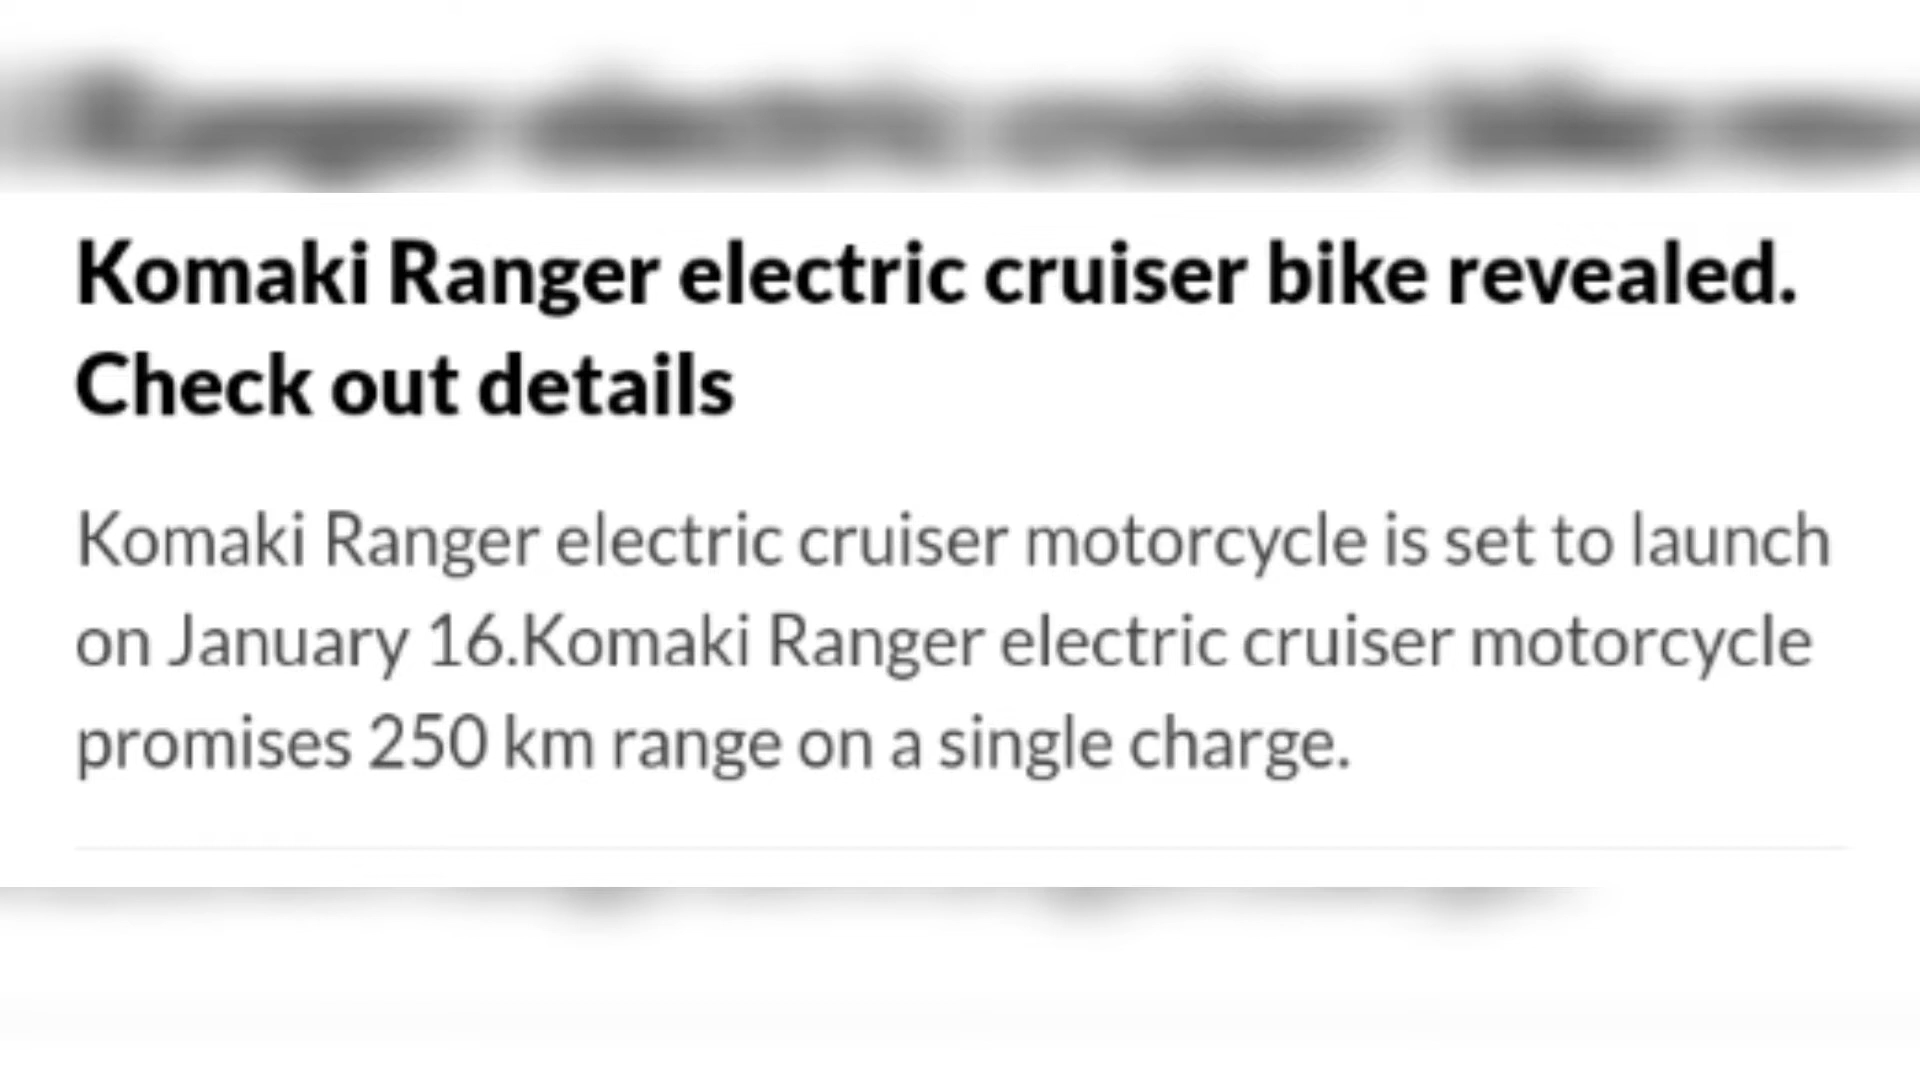 Komaki Ranger electric cruiser bike revealed.
Check out details
Komaki Ranger electric cruiser motorcycle is set to launch
on January 16.Komaki Ranger electric cruiser motorcycle
promises 250 km range on a single charge.